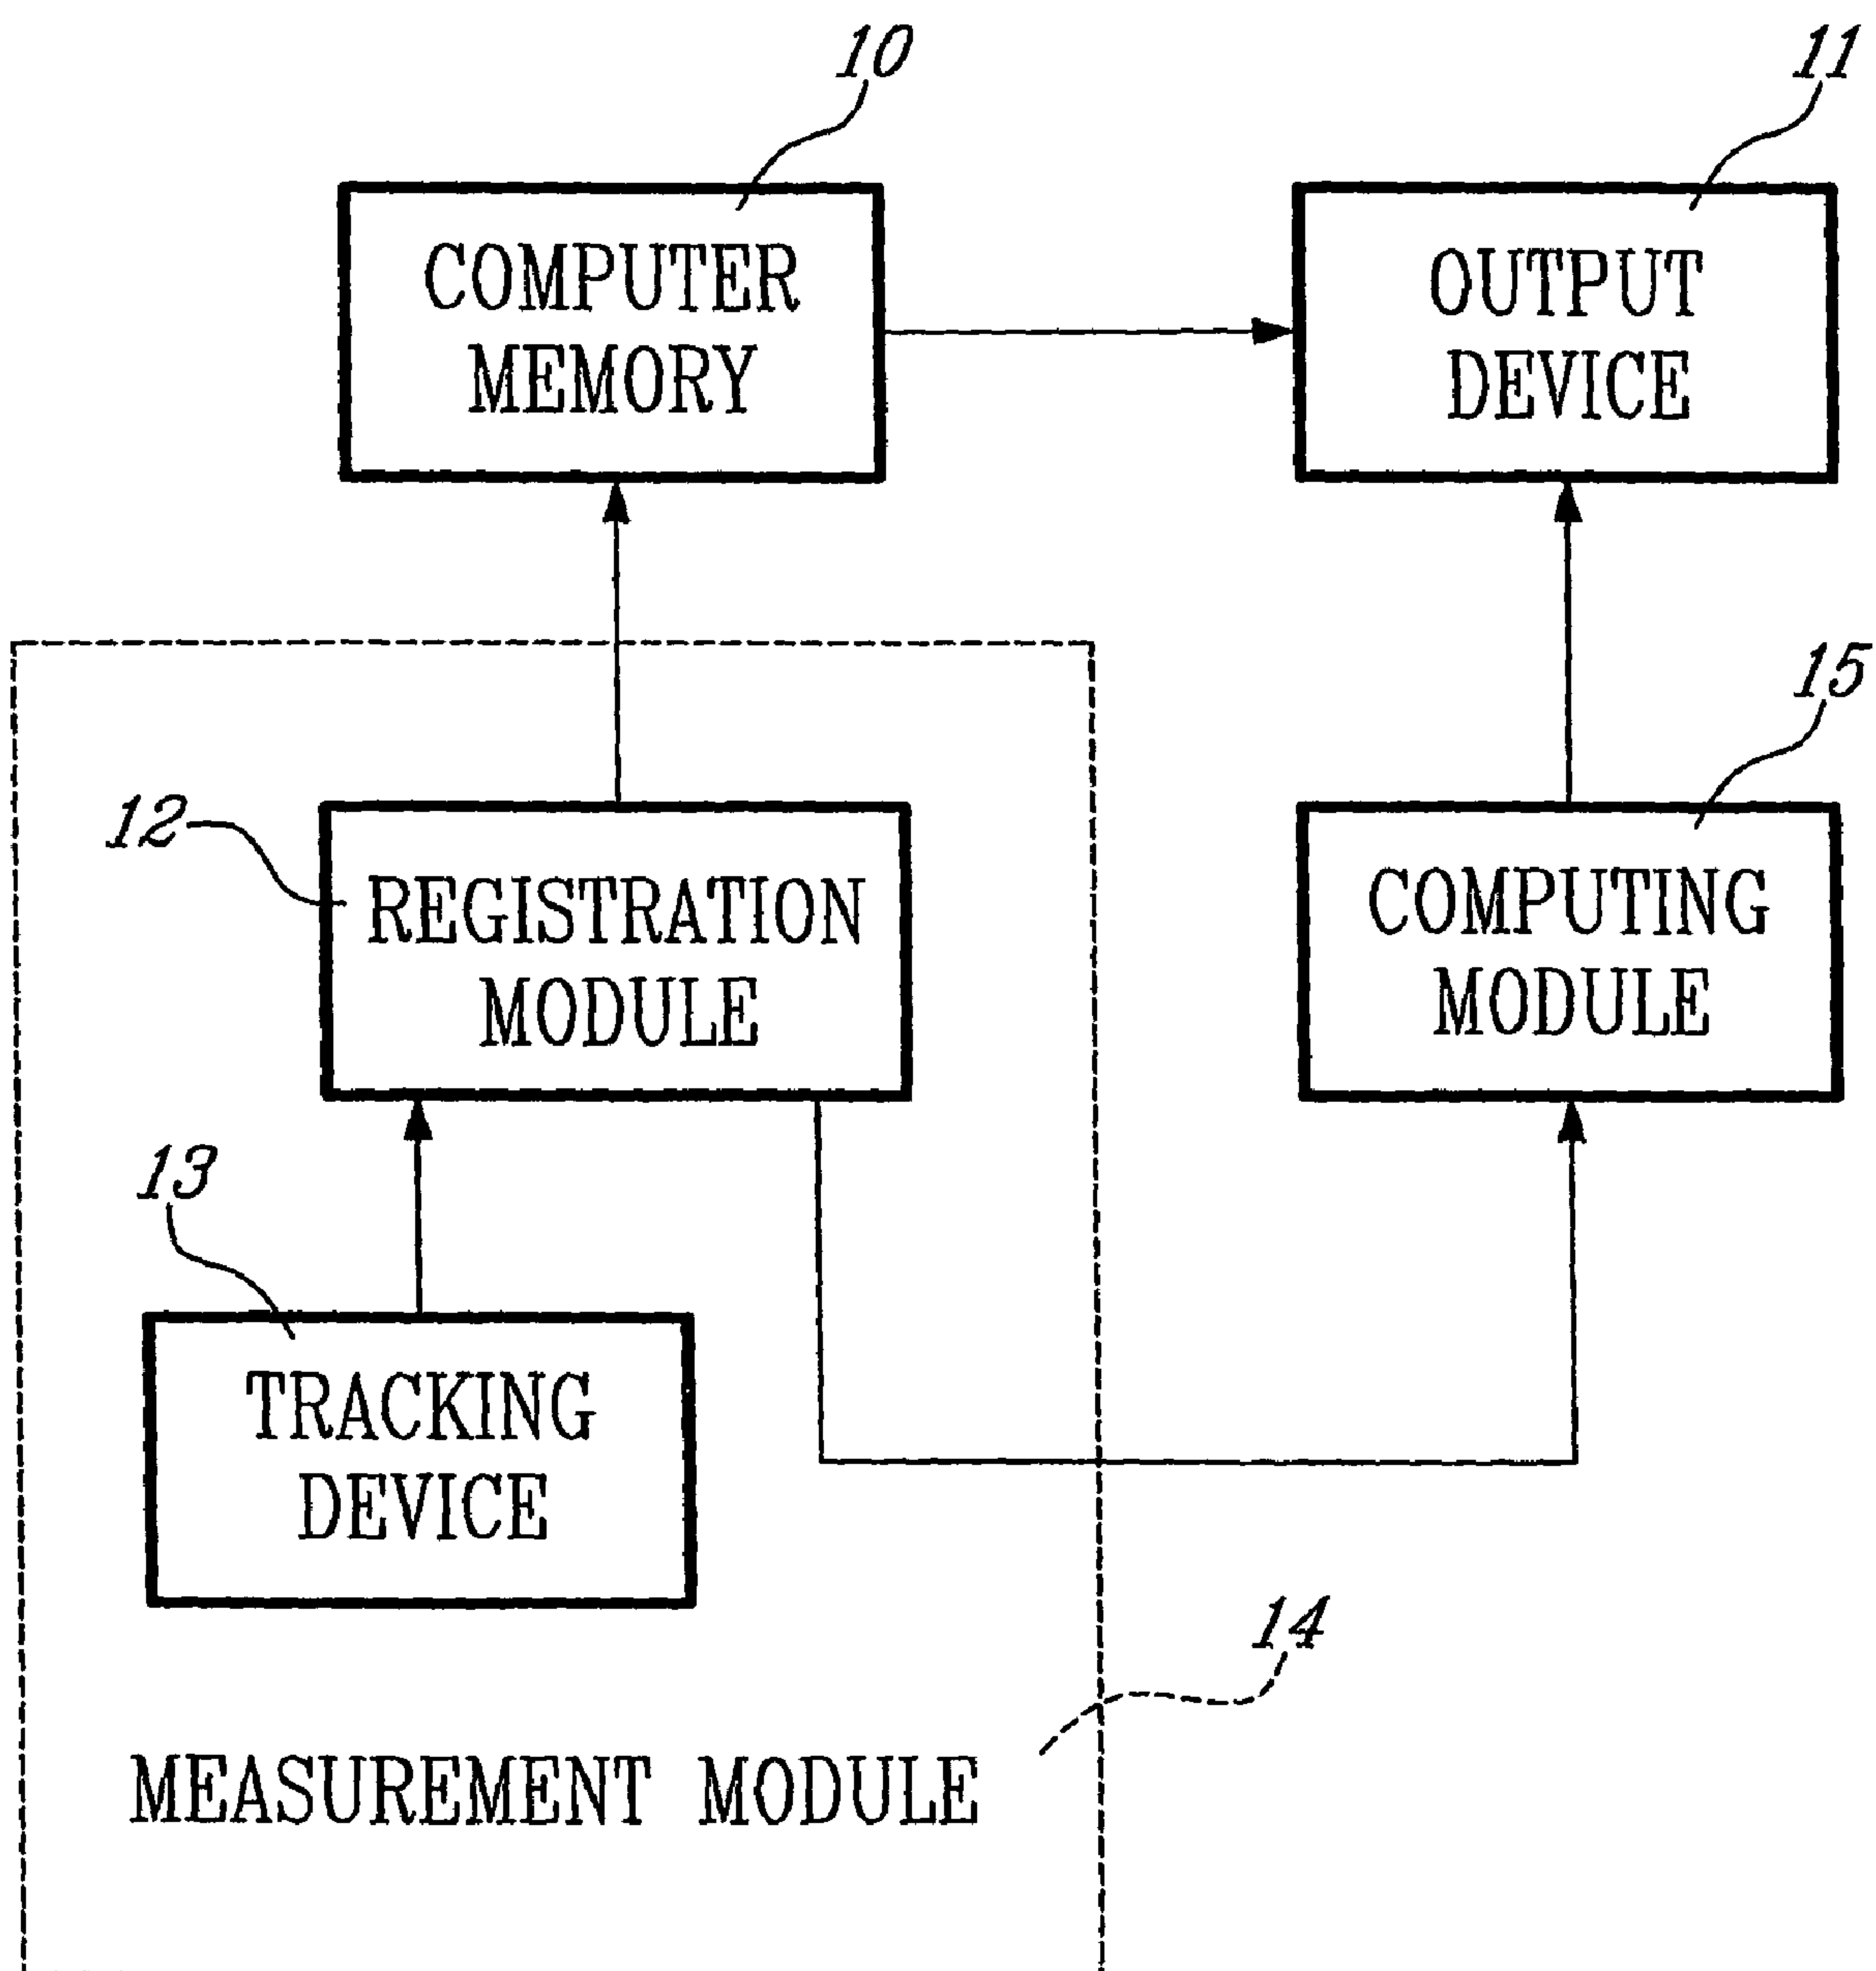 10
11
COMPUTER
MEMORY
OUTPUT
DEVICE
15
12
REGISTRATION
MODULE
COMPUTING
MODULE
13
TRACKING
DEVICE
14
MEASUREMENT MODULE